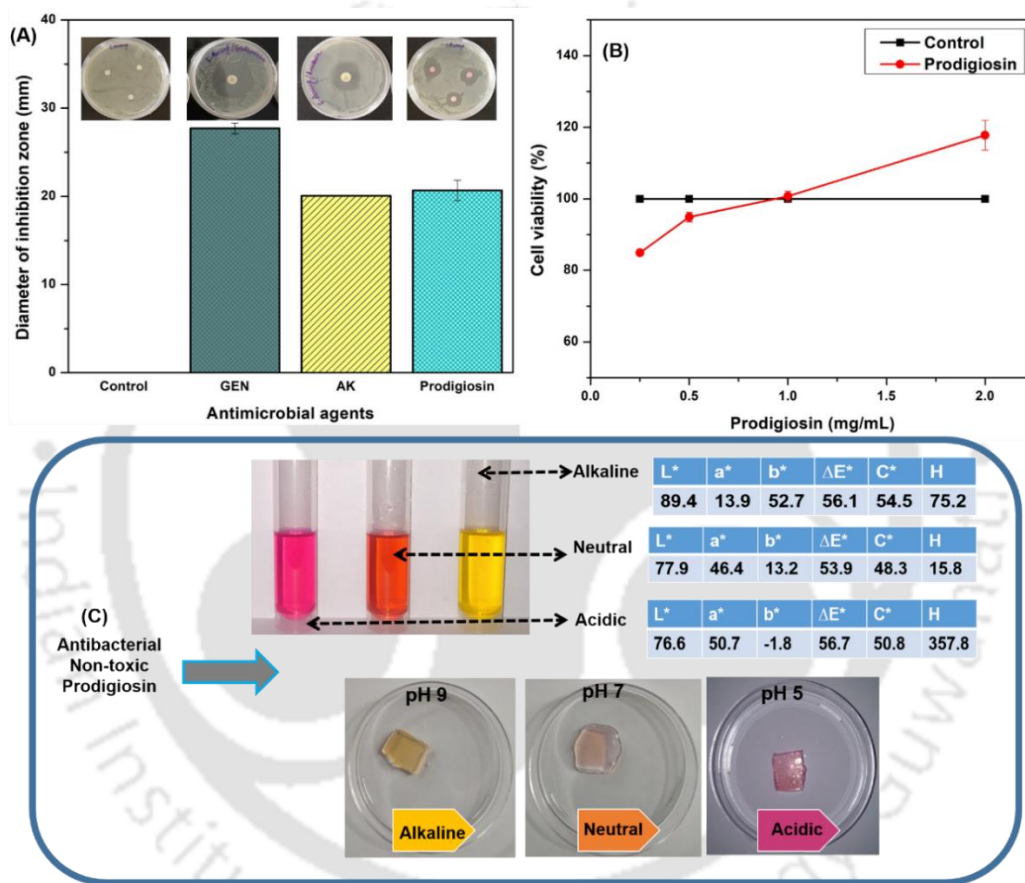 (A)
40
30
20
10
0
Diameter of inhibition zone (mm)
Control
GEN
AK
Prodigiosin
Antimicrobial agents
(B)
Control
Prodigiosin
140
120
100
80
60
Cell viability (%)
0.0
0.5
1.0
1.5
2.0
Prodigiosin (mg/mL)
(C)
Antibacterial
Non-toxic
Prodigiosin
Alkaline
L* a* b* ΔE* C* H
89.4 13.9 52.7 56.1 54.5 75.2
Neutral
L* a* b* ΔE* C* H
77.9 46.4 13.2 53.9 48.3 15.8
Acidic
L* a* b* ΔE* C* H
76.6 50.7 -1.8 56.7 50.8 357.8
pH 9
Alkaline
pH 7
Neutral
pH 5
Acidic
Indian Institu
y Guwahati